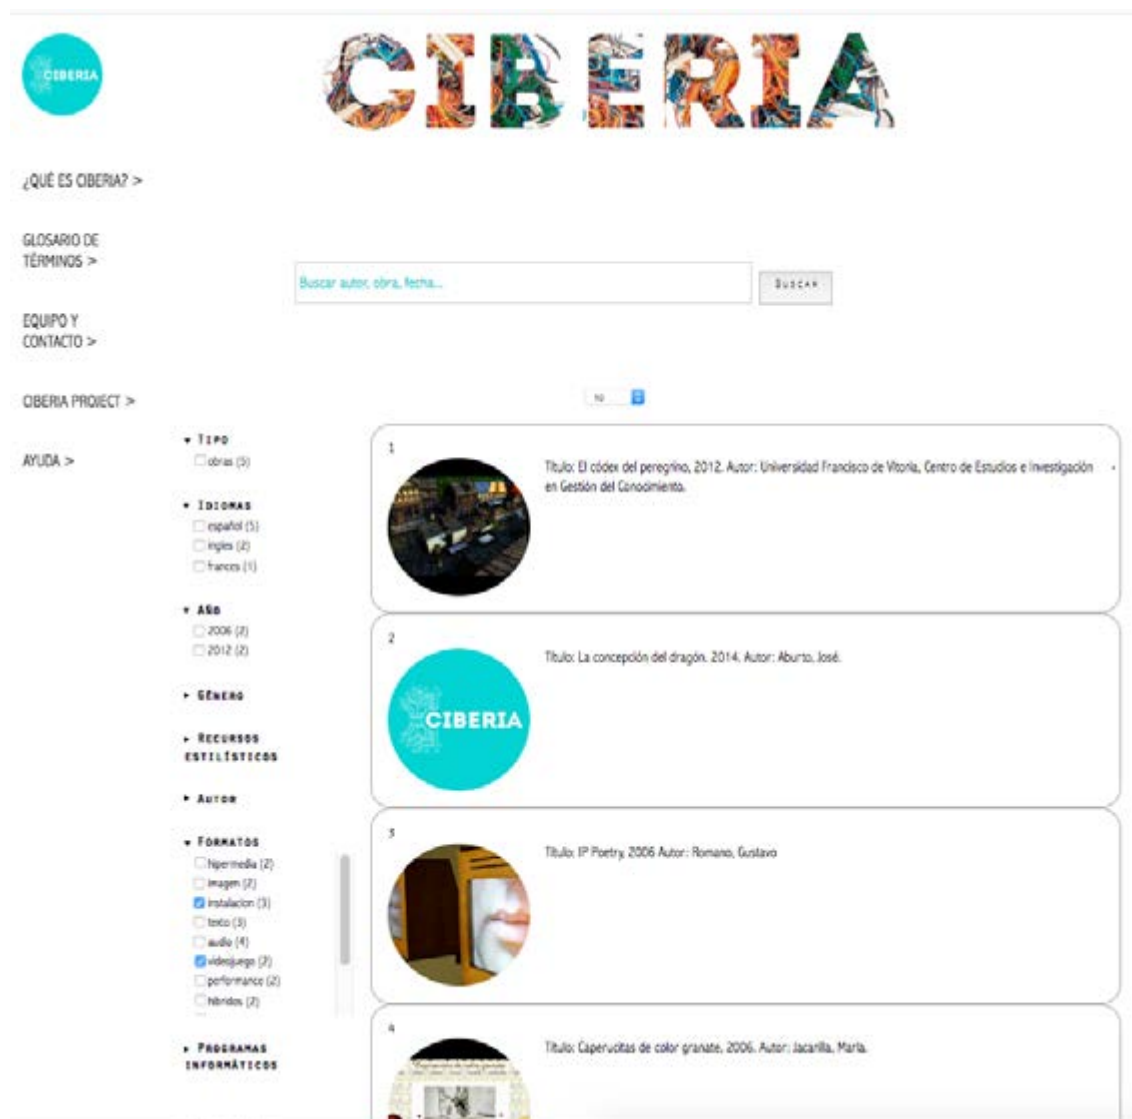 CIBERIA
CIBERIA
¿QUÉ ES CIBERIA? >
GLOSARIO DE
TÉRMINOS >
EQUIPO Y
CONTACTO >
CIBERIA PROJECT >
AYUDA >
Buscar autor, obra, fecha...
BUSCAR
10
▾ TIPO
obras (5)
▾ IDIOMAS
español (5)
ingles (2)
frances (1)
▾ AÑO
2006 (2)
2012 (2)
▸ GÉNERO
▸ RECURSOS
ESTILÍSTICOS
▸ AUTOR
▾ FORMATOS
hipermedia (2)
imagen (2)
instalacion (3)
texto (3)
audio (4)
videojuego (2)
performance (2)
hibridos (2)
▸ PROGRAMAS
INFORMÁTICOS
1
Título: El códex del peregrino, 2012. Autor: Universidad Francisco de Vitoria, Centro de Estudios e Investigación
en Gestión del Conocimiento.
2
CIBERIA
Título: La concepción del dragón. 2014. Autor: Aburto, José.
3
Título: IP Poetry, 2006 Autor: Romano, Gustavo
4
Título: Caperucitas de color granate, 2006. Autor: Jacarilla, María.